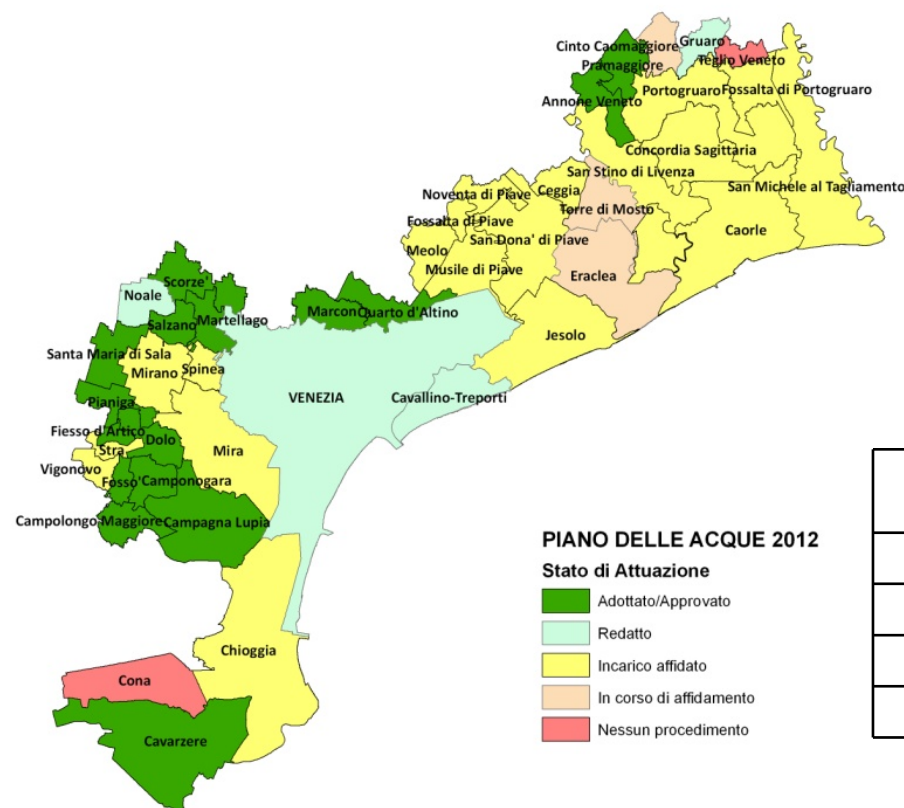 Cinto Caomaggiore
Gruaro
Pramaggiore
Teglio Veneto
Annone Veneto
Portogruaro
Fossalta di Portogruaro
Concordia Sagittaria
San Stino di Livenza
San Michele al Tagliamento
Noventa di Piave
Ceggia
Torre di Mosto
Fossalta di Piave
San Dona' di Piave
Caorle
Meolo
Musile di Piave
Eraclea
Scorze'
Noale
Marcon
Quarto d'Altino
Salzano
Martellago
Jesolo
Santa Maria di Sala
Mirano
Spinea
VENEZIA
Cavallino-Treporti
Pianiga
Fiesso d'Artico
Dolo
Stra
Mira
Vigonovo
Fosso'
Camponogara
Campolongo Maggiore
Campagna Lupia
Chioggia
Cona
Cavarzere
PIANO DELLE ACQUE 2012
Stato di Attuazione
Adottato/Approvato
Redatto
Incarico affidato
In corso di affidamento
Nessun procedimento